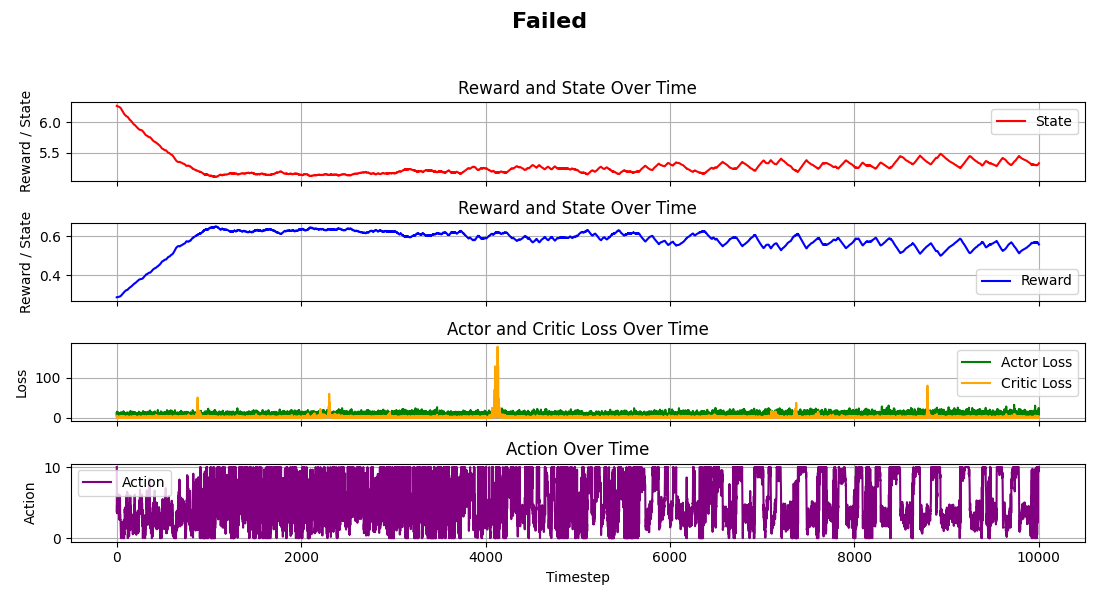 Failed
Reward and State Over Time
Reward / State
6.0
5.5
State
Reward and State Over Time
Reward / State
0.6
0.4
Reward
Actor and Critic Loss Over Time
Loss
100
0
Actor Loss
Critic Loss
Action Over Time
Action
10
0
Action
0 2000 4000 6000 8000 10000
Timestep